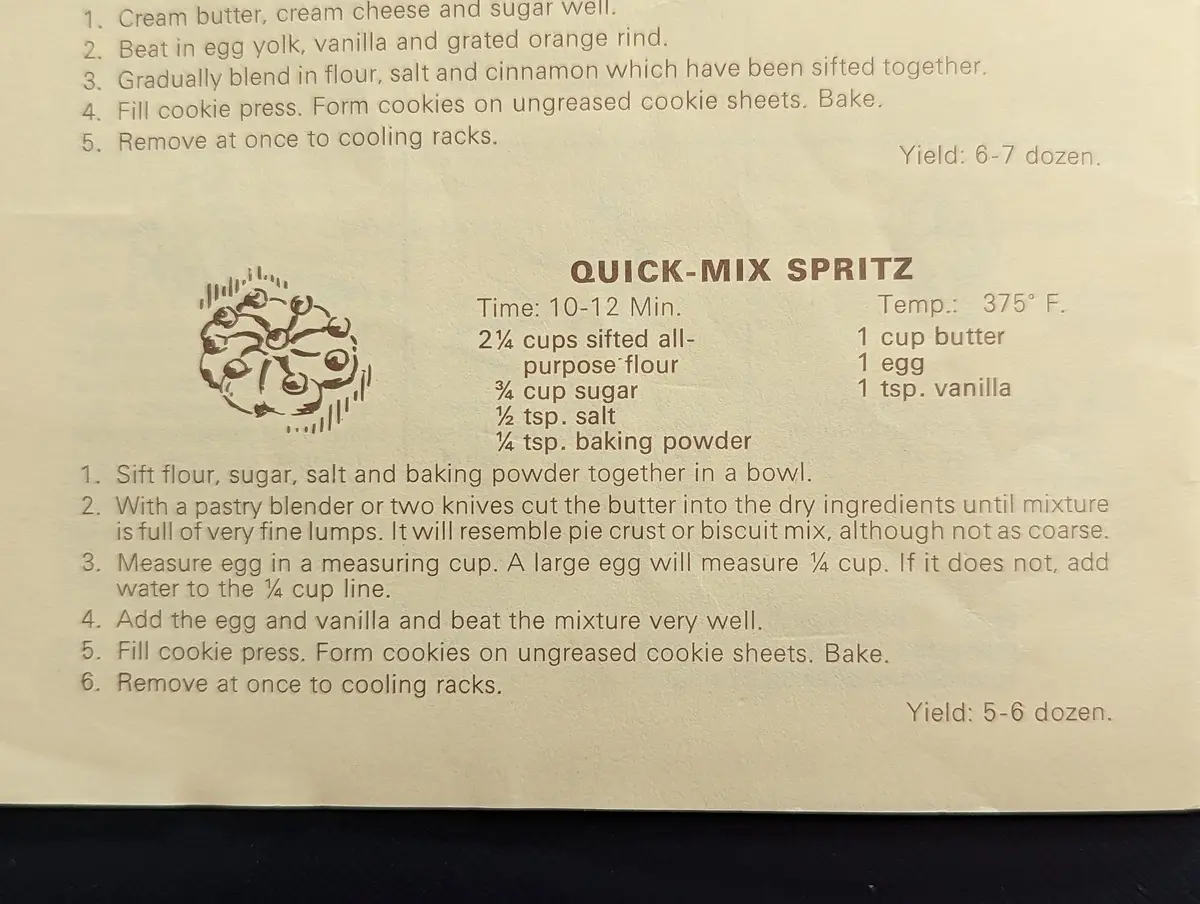 1. Cream butter, cream cheese and sugar well.
2. Beat in egg yolk, vanilla and grated orange rind.
3. Gradually blend in flour, salt and cinnamon which have been sifted together.
4. Fill cookie press. Form cookies on ungreased cookie sheets. Bake.
5. Remove at once to cooling racks.
Yield: 6-7 dozen.
QUICK-MIX SPRITZ
Time: 10-12 Min.
Temp.: 375° F.
2¼ cups sifted all-
purpose flour
¾ cup sugar
½ tsp. salt
¼ tsp. baking powder
1 cup butter
1 egg
1 tsp. vanilla
1. Sift flour, sugar, salt and baking powder together in a bowl.
2. With a pastry blender or two knives cut the butter into the dry ingredients until mixture
is full of very fine lumps. It will resemble pie crust or biscuit mix, although not as coarse.
3. Measure egg in a measuring cup. A large egg will measure ¼ cup. If it does not, add
water to the ¼ cup line.
4. Add the egg and vanilla and beat the mixture very well.
5. Fill cookie press. Form cookies on ungreased cookie sheets. Bake.
6. Remove at once to cooling racks.
Yield: 5-6 dozen.